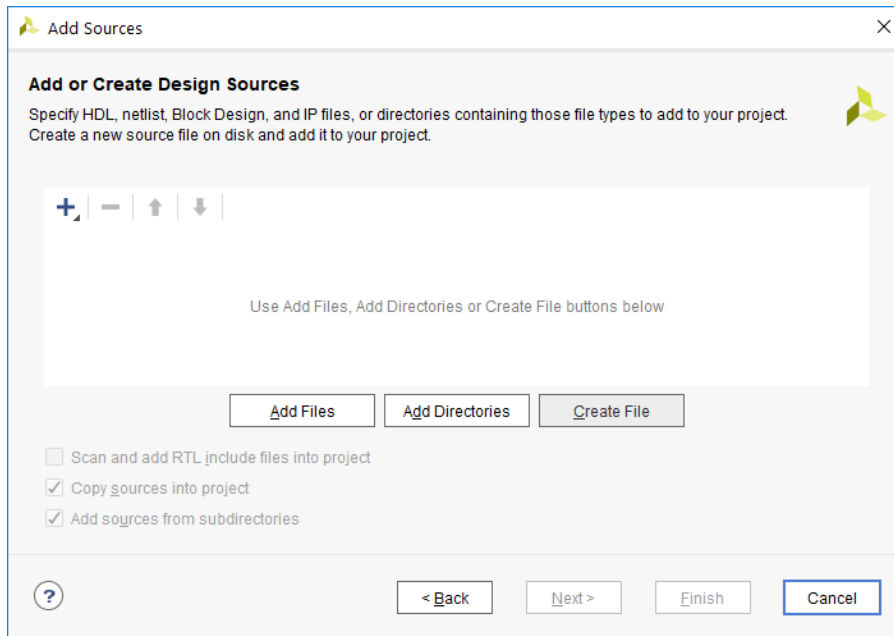 Add Sources
Add or Create Design Sources
Specify HDL, netlist, Block Design, and IP files, or directories containing those file types to add to your project.
Create a new source file on disk and add it to your project.
Use Add Files, Add Directories or Create File buttons below
Add Files
Add Directories
Create File
Scan and add RTL include files into project
Copy sources into project
Add sources from subdirectories
?
< Back
Next >
Finish
Cancel